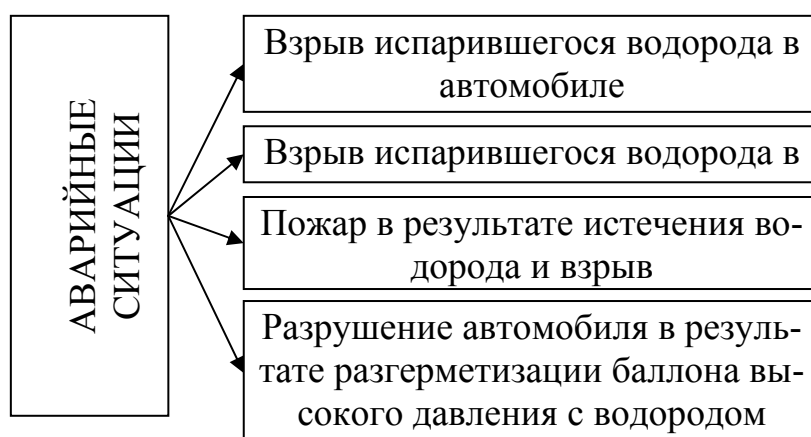 АВАРИЙНЫЕ
СИТУАЦИИ
Взрыв испарившегося водорода в
автомобиле
Взрыв испарившегося водорода в
Пожар в результате истечения во-
дорода и взрыв
Разрушение автомобиля в резуль-
тате разгерметизации баллона вы-
сокого давления с водородом